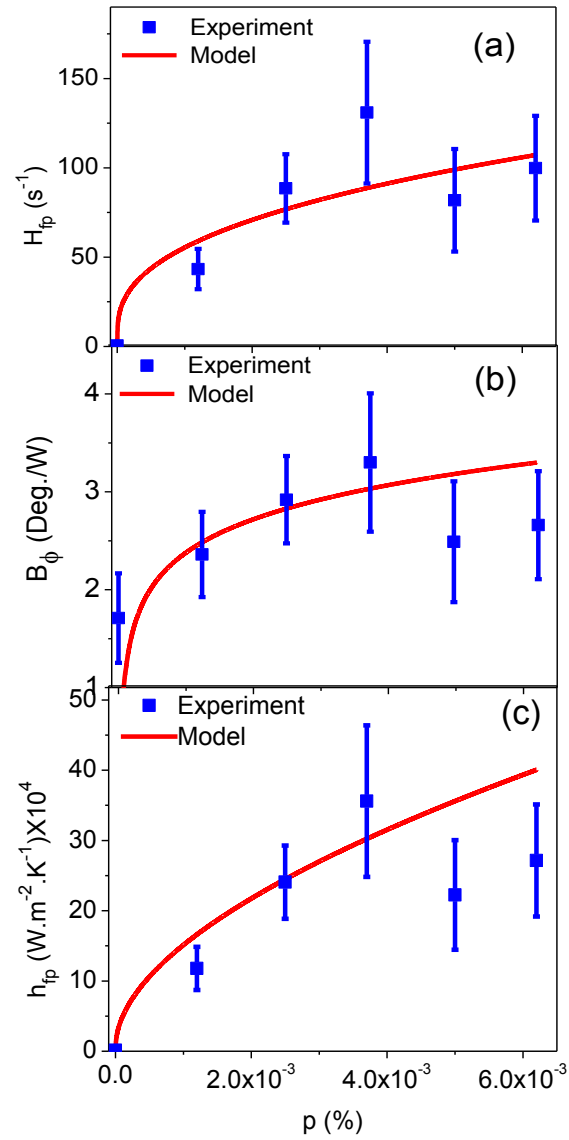 Experiment
Model
(a)
150
100
50
0
H_fp (s⁻¹)
Experiment
Model
(b)
4
3
2
1
B_ϕ (Deg./W)
Experiment
Model
(c)
50
40
30
20
10
0
h_fp (W.m⁻².K⁻¹)X10⁴
0.0 2.0x10⁻³ 4.0x10⁻³ 6.0x10⁻³
p (%)